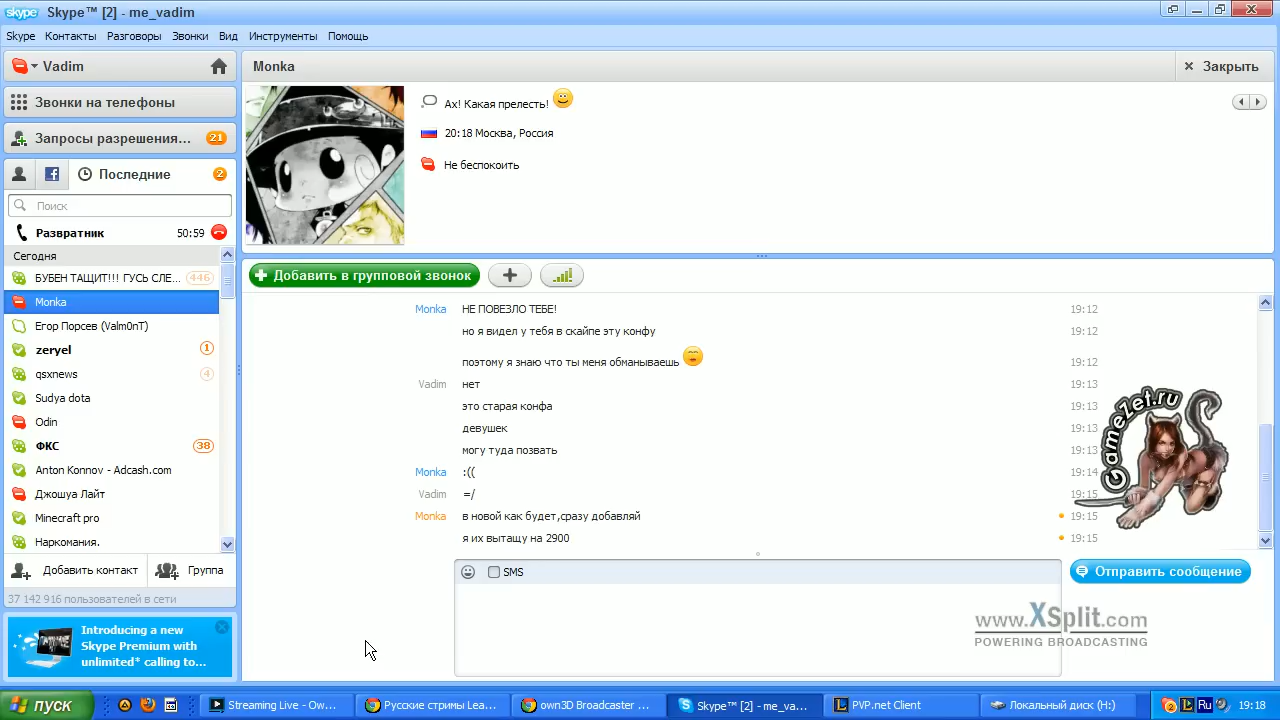 skype Skype™ [2] - me_vadim
Skype Контакты Разговоры Звонки Вид Инструменты Помощь
Vadim
Monka
Закрыть
Звонки на телефоны
Запросы разрешения... 21
Последние 2
Поиск
Развратник 50:59
Сегодня
БУБЕН ТАЩИТ!!! ГУСЬ СЛЕ... 446
Monka
Егор Порсев (Valm0nT)
zeryel 1
qsxnews 4
Sudya dota
Odin
ФКС 38
Anton Konnov - Adcash.com
Джошуа Лайт
Minecraft pro
Наркомания.
Добавить контакт Группа
37 142 916 пользователей в сети
Introducing a new
Skype Premium with
unlimited* calling to...
Ах! Какая прелесть!
20:18 Москва, Россия
Не беспокоить
Добавить в групповой звонок
Monka НЕ ПОВЕЗЛО ТЕБЕ! 19:12
но я видел у тебя в скайпе эту конфу 19:12
поэтому я знаю что ты меня обманываешь 19:12
Vadim нет 19:13
это старая конфа 19:13
девушек 19:13
могу туда позвать 19:13
Monka :(( 19:14
Vadim =/ 19:15
Monka в новой как будет,сразу добавляй 19:15
я их вытащу на 2900 19:15
GameZet.ru
SMS
Отправить сообщение
www.XSplit.com
POWERING BROADCASTING
пуск
Streaming Live - Ow...
Русские стримы Lea...
own3D Broadcaster ...
Skype™ [2] - me_va...
PVP.net Client
Локальный диск (H:)
2
Ru
19:18